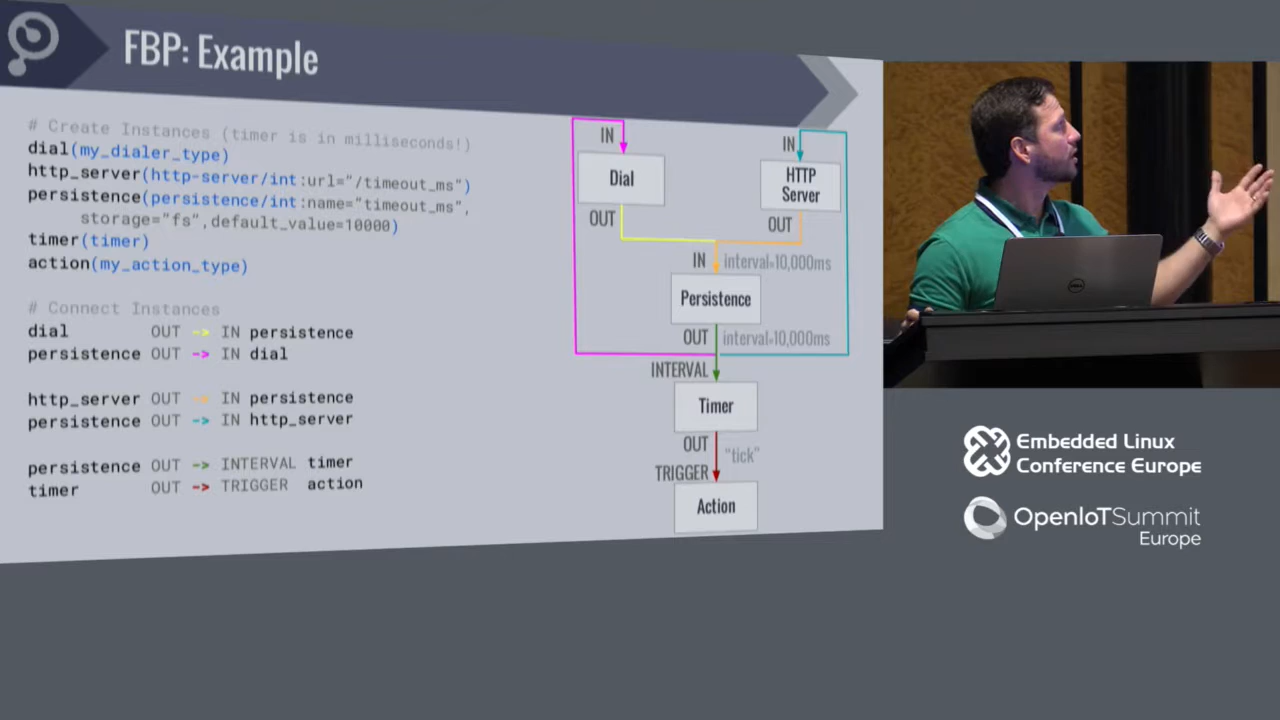 FBP: Example
# Create Instances (timer is in milliseconds!)
dial(my_dialer_type)
http_server(http-server/int:url="/timeout_ms")
persistence(persistence/int:name="timeout_ms",
storage="fs",default_value=10000)
timer(timer)
action(my_action_type)
# Connect Instances
dial OUT -> IN persistence
persistence OUT -> IN dial
http_server OUT -> IN persistence
persistence OUT -> IN http_server
persistence OUT -> INTERVAL timer
timer OUT -> TRIGGER action
IN
Dial
OUT
IN
HTTP
Server
OUT
IN interval=10,000ms
Persistence
OUT interval=10,000ms
INTERVAL
Timer
OUT
"tick"
TRIGGER
Action
DELL
Embedded Linux
Conference Europe
OpenIoTSummit
Europe